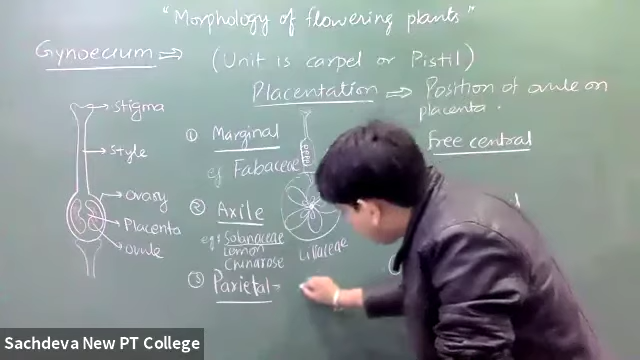 "Morphology of flowering plants"
Gynoecium ⇒ (Unit is carpel or Pistil)
Placentation ⇒ Position of ovule on
placenta.
Stigma
Style
Ovary
Placenta
Ovule
① Marginal
eg Fabaceae
② Axile
eg: Solanaceae
Lemon
Chinarose
Liliaceae
③ Parietal =
Free central
Sachdeva New PT College